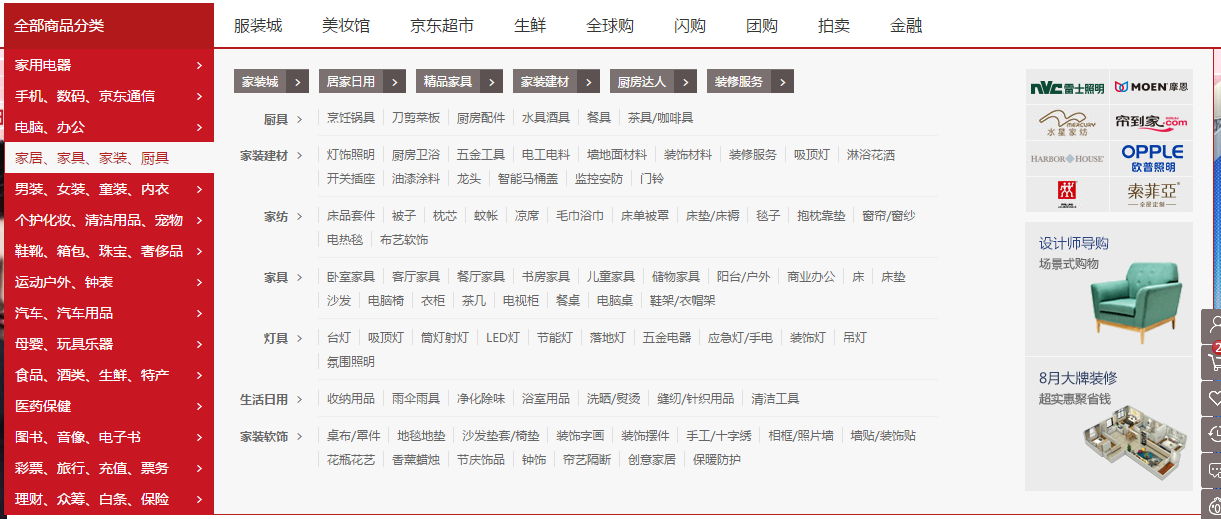 全部商品分类
服装城 美妆馆 京东超市 生鲜 全球购 闪购 团购 拍卖 金融
家用电器 >
手机、数码、京东通信 >
电脑、办公 >
家居、家具、家装、厨具
男装、女装、童装、内衣 >
个护化妆、清洁用品、宠物 >
鞋靴、箱包、珠宝、奢侈品 >
运动户外、钟表 >
汽车、汽车用品 >
母婴、玩具乐器 >
食品、酒类、生鲜、特产 >
医药保健 >
图书、音像、电子书 >
彩票、旅行、充值、票务 >
理财、众筹、白条、保险 >
家装城 > 居家日用 > 精品家具 > 家装建材 > 厨房达人 > 装修服务 >
厨具 > 烹饪锅具 刀剪菜板 厨房配件 水具酒具 餐具 茶具/咖啡具
家装建材 > 灯饰照明 厨房卫浴 五金工具 电工电料 墙地面材料 装饰材料 装修服务 吸顶灯 淋浴花洒
开关插座 油漆涂料 龙头 智能马桶盖 监控安防 门铃
家纺 > 床品套件 被子 枕芯 蚊帐 凉席 毛巾浴巾 床单被罩 床垫/床褥 毯子 抱枕靠垫 窗帘/窗纱
电热毯 布艺软饰
家具 > 卧室家具 客厅家具 餐厅家具 书房家具 儿童家具 储物家具 阳台/户外 商业办公 床 床垫
沙发 电脑椅 衣柜 茶几 电视柜 餐桌 电脑桌 鞋架/衣帽架
灯具 > 台灯 吸顶灯 筒灯射灯 LED灯 节能灯 落地灯 五金电器 应急灯/手电 装饰灯 吊灯
氛围照明
生活日用 > 收纳用品 雨伞雨具 净化除味 浴室用品 洗晒/熨烫 缝纫/针织用品 清洁工具
家装软饰 > 桌布/罩件 地毯地垫 沙发垫套/椅垫 装饰字画 装饰摆件 手工/十字绣 相框/照片墙 墙贴/装饰贴
花瓶花艺 香薰蜡烛 节庆饰品 钟饰 帘艺隔断 创意家居 保暖防护
nvc 雷士照明 MOEN 摩恩
MERCURY 水星家纺 帘到家.com
HARBOR HOUSE OPPLE 欧普照明
索菲亞
全屋定制
设计师导购
场景式购物
8月大牌装修
超实惠聚省钱
2